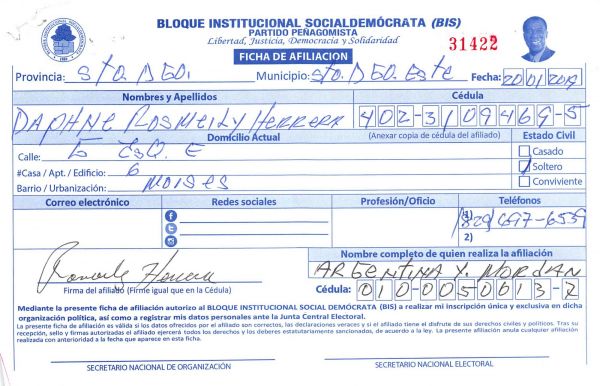 BLOQUE INSTITUCIONAL SOCIALDEMÓCRATA (BIS)
PARTIDO PEÑAGOMISTA
Libertad, Justicia, Democracia y Solidaridad
31422
FICHA DE AFILIACION
Provincia: Sto. DGO. Municipio: Sto DGO. Este Fecha: 20/01/2019
Nombres y Apellidos Cédula
DAPHNE ROSMEILY HERRERA 402-3109469-5
Domicilio Actual (Anexar copia de cédula del afiliado) Estado Civil
Calle: 5 ESQ. E Casado
#Casa / Apt. / Edificio: 6 Soltero
Barrio / Urbanización: MOISES Conviviente
Correo electrónico Redes sociales Profesión/Oficio Teléfonos
1) (829) 697-6559
2)
Nombre completo de quien realiza la afiliación
ARGENTINA Y. MORDAN
Firma del afiliado (Firme igual que en la Cédula) Cédula: 010-0050613-7
Mediante la presente ficha de afiliación autorizo al BLOQUE INSTITUCIONAL SOCIAL DEMÓCRATA (BIS) a realizar mi inscripción única y exclusiva en dicha
organización política, así como a registrar mis datos personales ante la Junta Central Electoral.
La presente ficha de afiliación es válida si los datos ofrecidos por el afiliado son correctos, las declaraciones veraces y si el afiliado tiene el disfrute de sus derechos civiles y políticos. Tras su
recepción, sello y firmas autorizadas el afiliado ejercerá todos los derechos y los deberes estatutariamente sancionados, de acuerdo a la ley. La presente afiliación anula cualquier afiliación
realizada con anterioridad a la fecha que aparece en esta ficha.
SECRETARIO NACIONAL DE ORGANIZACIÓN SECRETARIO NACIONAL ELECTORAL